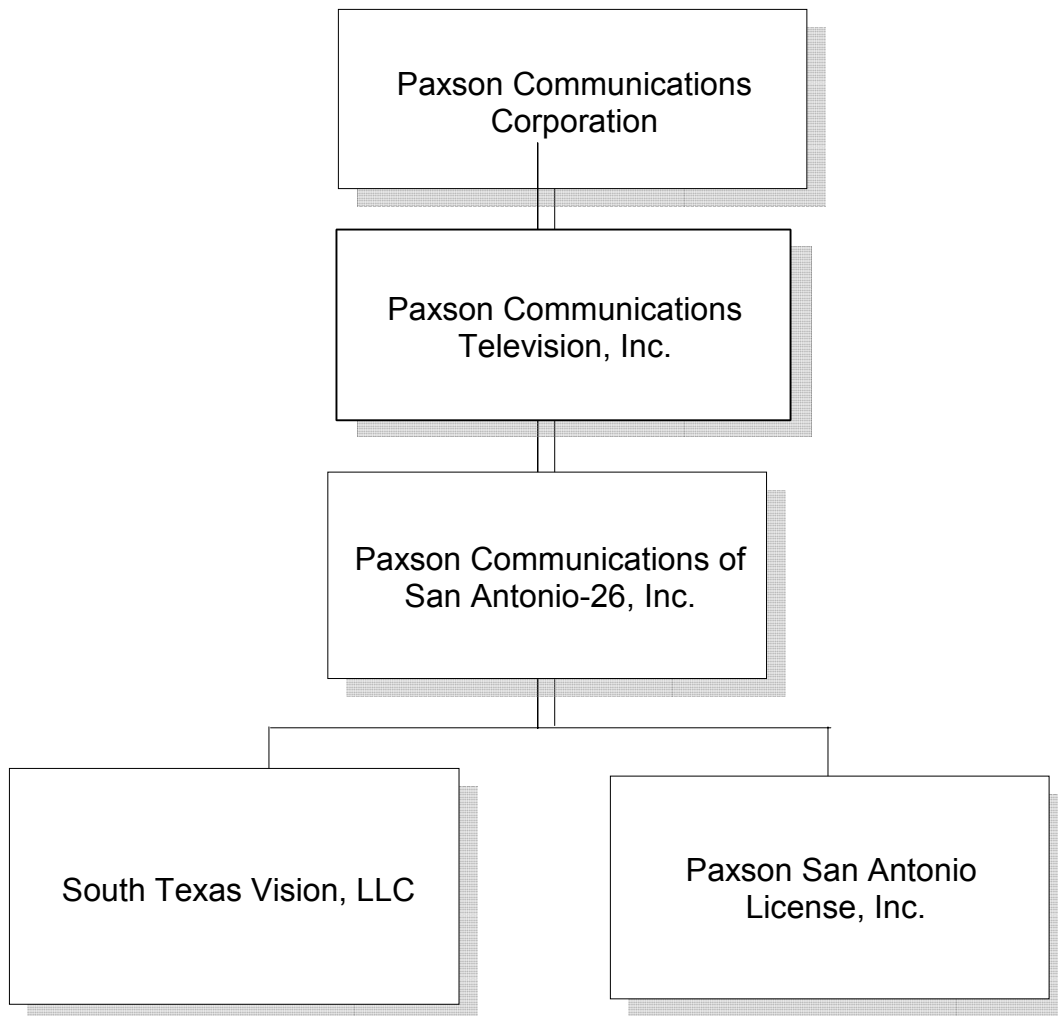 Paxson Communications
Corporation
Paxson Communications
Television, Inc.
Paxson Communications of
San Antonio-26, Inc.
South Texas Vision, LLC
Paxson San Antonio
License, Inc.